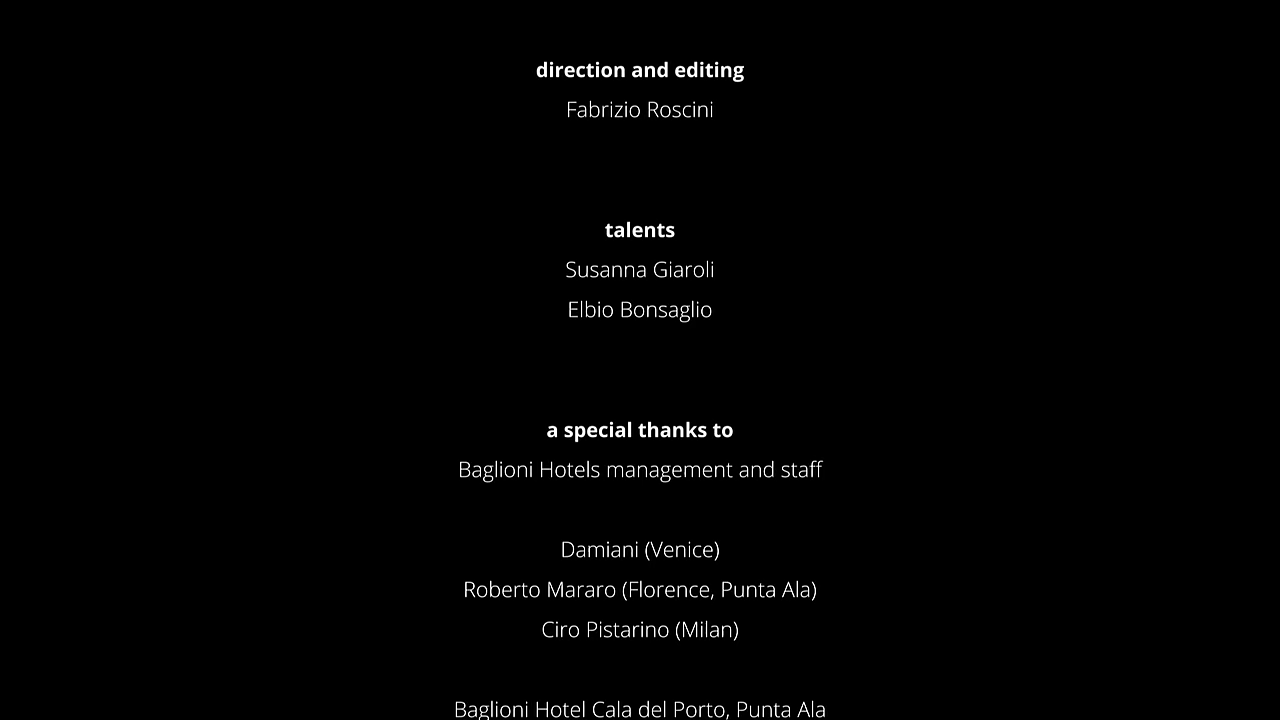 direction and editing
Fabrizio Roscini
talents
Susanna Giaroli
Elbio Bonsaglio
a special thanks to
Baglioni Hotels management and staff
Damiani (Venice)
Roberto Mararo (Florence, Punta Ala)
Ciro Pistarino (Milan)
Baglioni Hotel Cala del Porto, Punta Ala